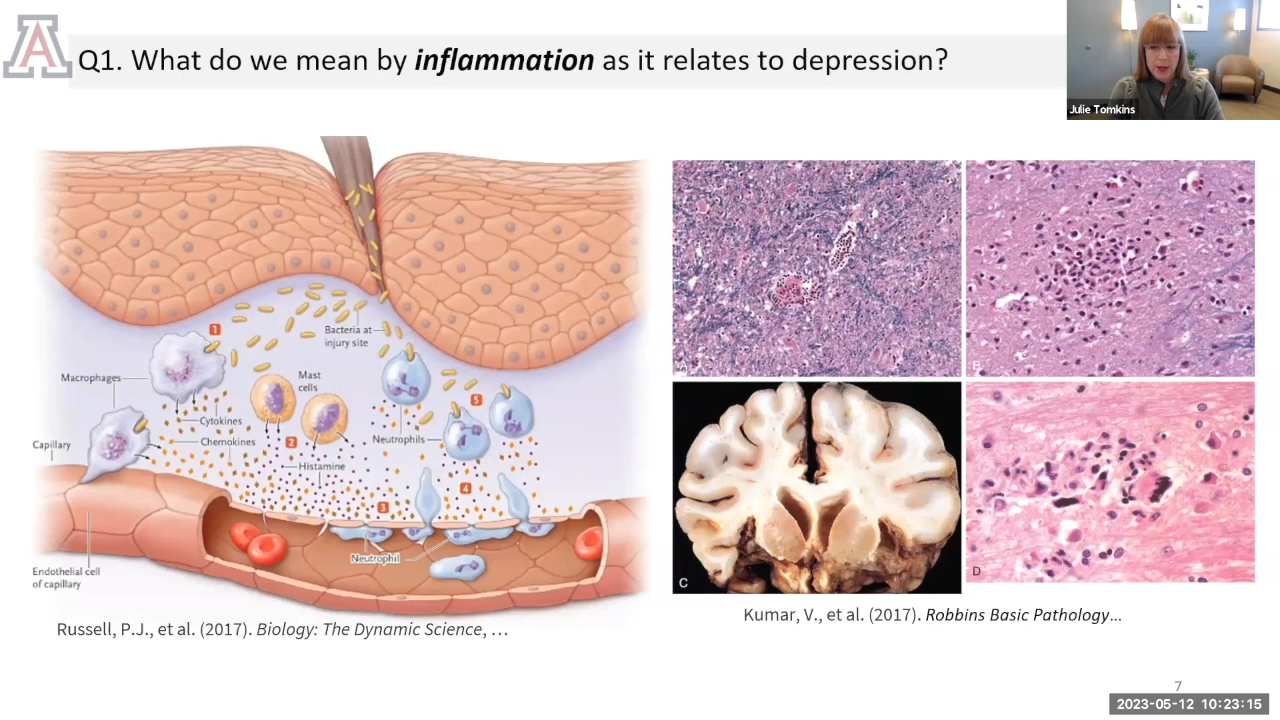 A
Q1. What do we mean by inflammation as it relates to depression?
Julie Tomkins
1
Bacteria at
injury site
Macrophages
Mast
cells
5
Cytokines
Chemokines
2
Neutrophils
Capillary
Histamine
4
3
Neutrophil
Endothelial cell
of capillary
Russell, P.J., et al. (2017). Biology: The Dynamic Science, …
B
C
D
Kumar, V., et al. (2017). Robbins Basic Pathology...
7
2023-05-12 10:23:15